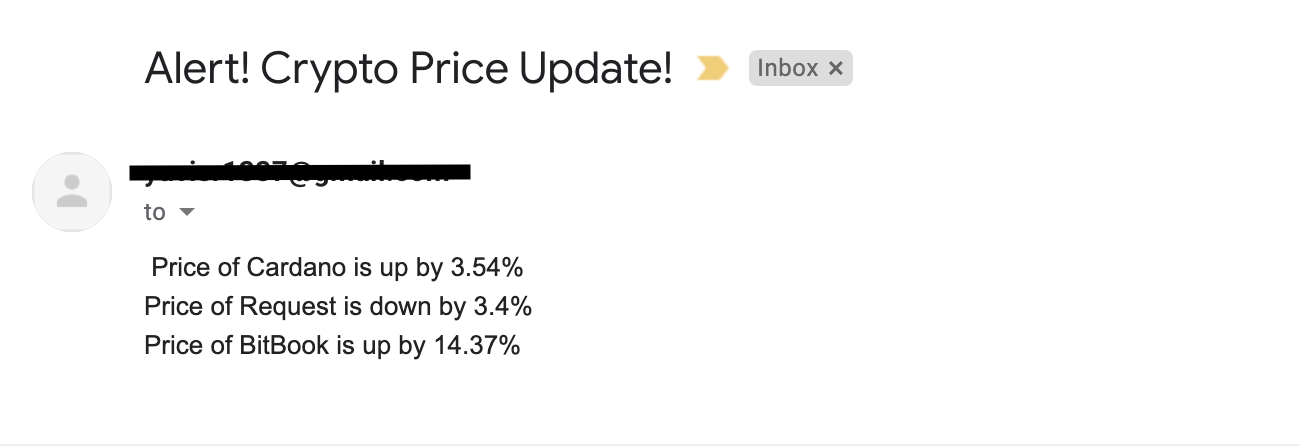 Alert! Crypto Price Update!
Inbox ×
to
Price of Cardano is up by 3.54%
Price of Request is down by 3.4%
Price of BitBook is up by 14.37%